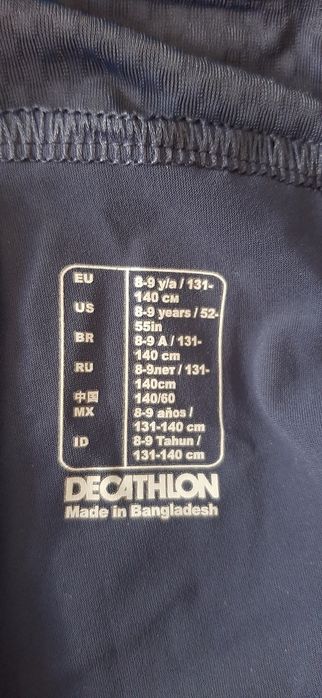 EU 8-9 y/a / 131-
140 см
US 8-9 years / 52-
55in
BR 8-9 A / 131-
140 cm
RU 8-9лет / 131-
140cm
中国 140/60
MX 8-9 años /
131-140 cm
ID 8-9 Tahun /
131-140 cm
DECATHLON
Made in Bangladesh